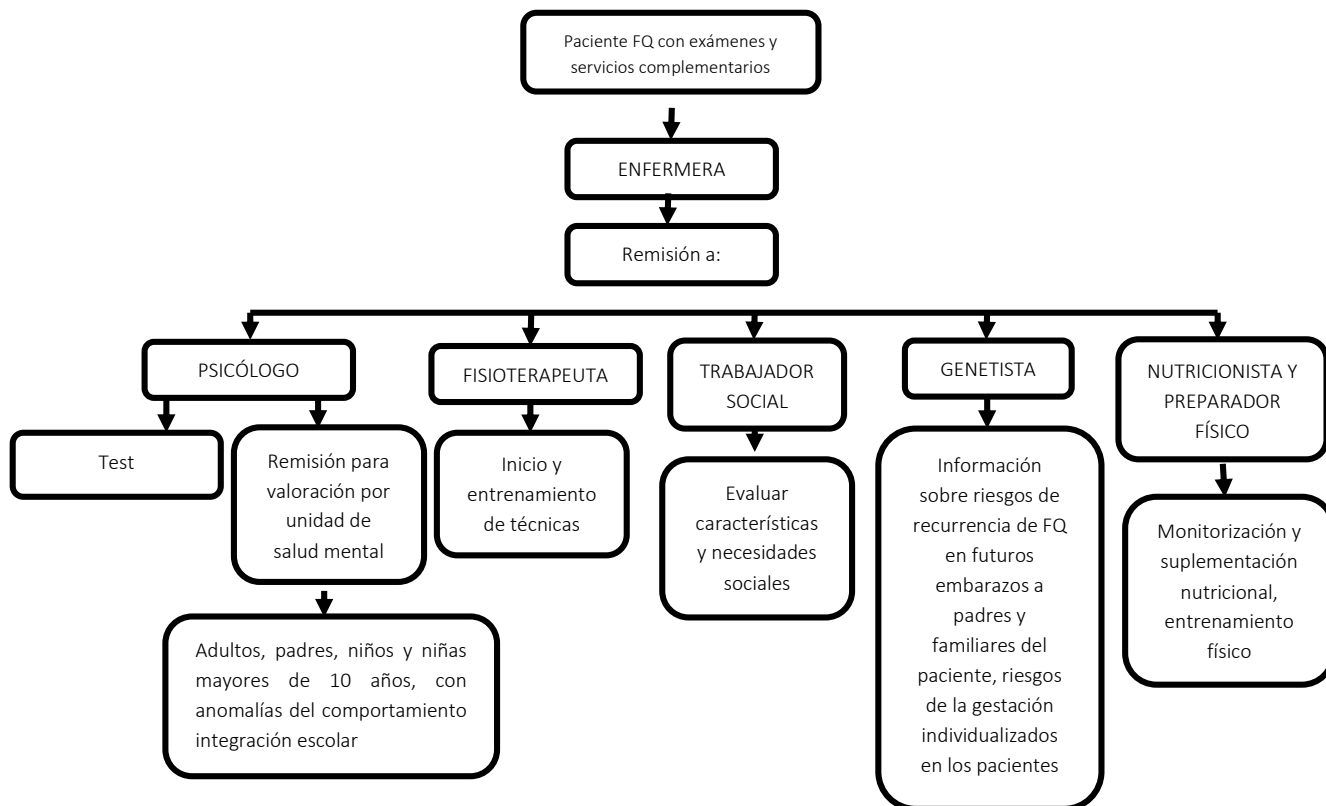 Paciente FQ con exámenes y
servicios complementarios
ENFERMERA
Remisión a:
PSICÓLOGO
FISIOTERAPEUTA
TRABAJADOR
SOCIAL
GENETISTA
NUTRICIONISTA Y
PREPARADOR
FÍSICO
Test
Remisión para
valoración por
unidad de
salud mental
Inicio y
entrenamiento
de técnicas
Evaluar
características
y necesidades
sociales
Información
sobre riesgos de
recurrencia de FQ
en futuros
embarazos a
padres y
familiares del
paciente, riesgos
de la gestación
individualizados
en los pacientes
Monitorización y
suplementación
nutricional,
entrenamiento
físico
Adultos, padres, niños y niñas
mayores de 10 años, con
anomalías del comportamiento
integración escolar